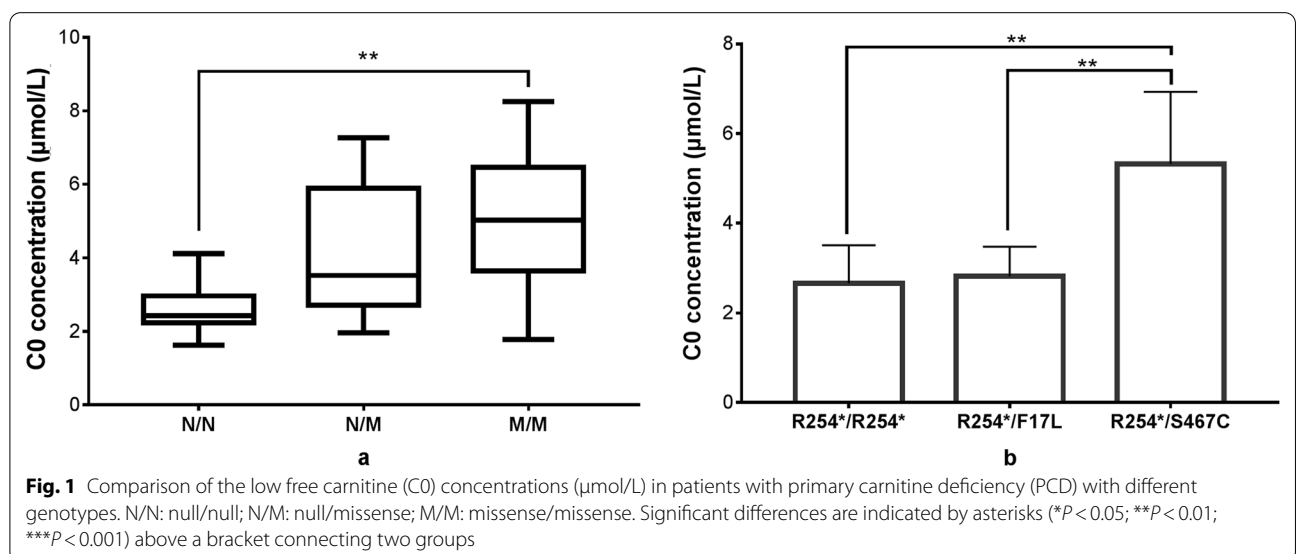 10
8
6
4
2
0
C0 concentration (µmol/L)
**
N/N
N/M
M/M
a
8
6
4
2
0
C0 concentration (µmol/L)
**
**
R254*/R254*
R254*/F17L
R254*/S467C
b
Fig. 1 Comparison of the low free carnitine (C0) concentrations (µmol/L) in patients with primary carnitine deficiency (PCD) with different
genotypes. N/N: null/null; N/M: null/missense; M/M: missense/missense. Significant differences are indicated by asterisks (*P < 0.05; **P < 0.01;
***P < 0.001) above a bracket connecting two groups